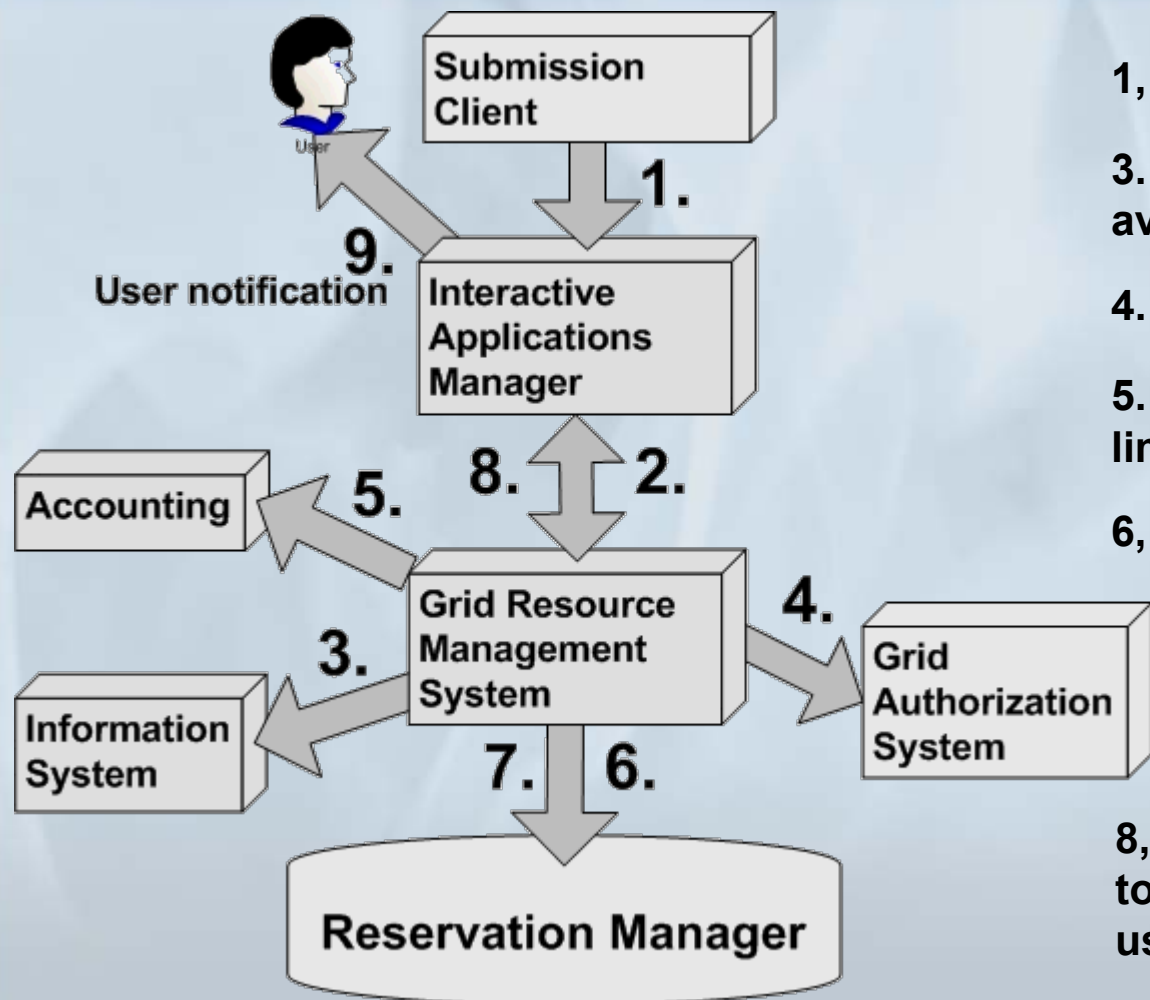 Submission
Client
User
1.
9.
User notification
Interactive
Applications
Manager
8.
2.
Accounting
5.
Grid Resource
Management
System
4.
3.
Information
System
Grid
Authorization
System
7.
6.
Reservation Manager
1,
3.
av
4.
5.
lin
6,
8,
to
us